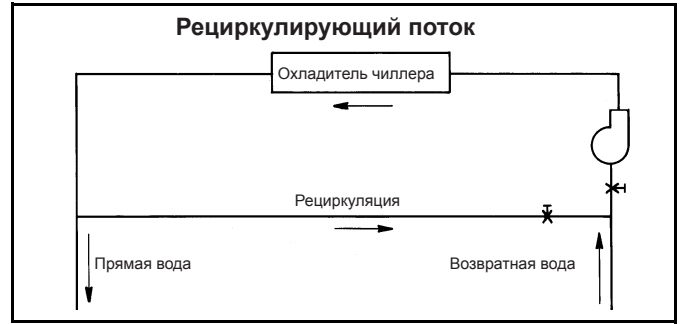 Рециркулирующий поток
Охладитель чиллера
Рециркуляция
Прямая вода
Возвратная вода